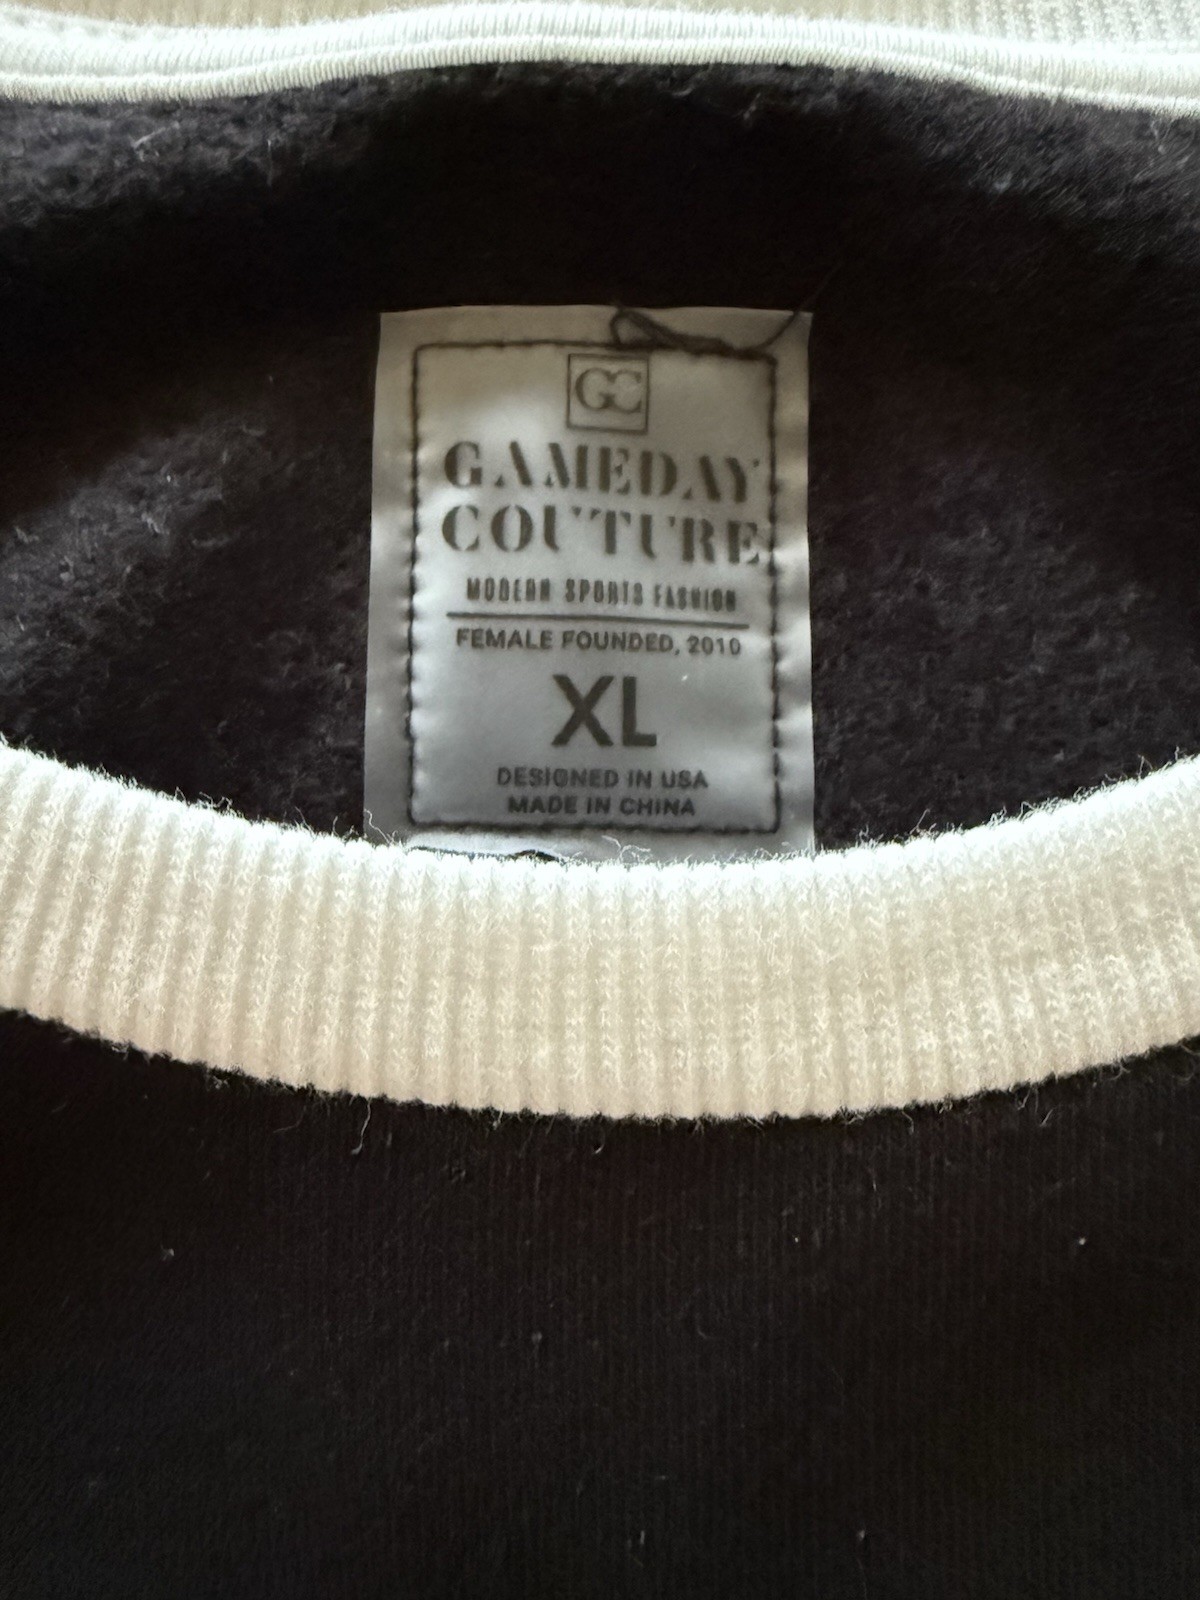 GC
GAMEDAY
COUTURE
MODERN SPORTS FASHION
FEMALE FOUNDED, 2010
XL
DESIGNED IN USA
MADE IN CHINA